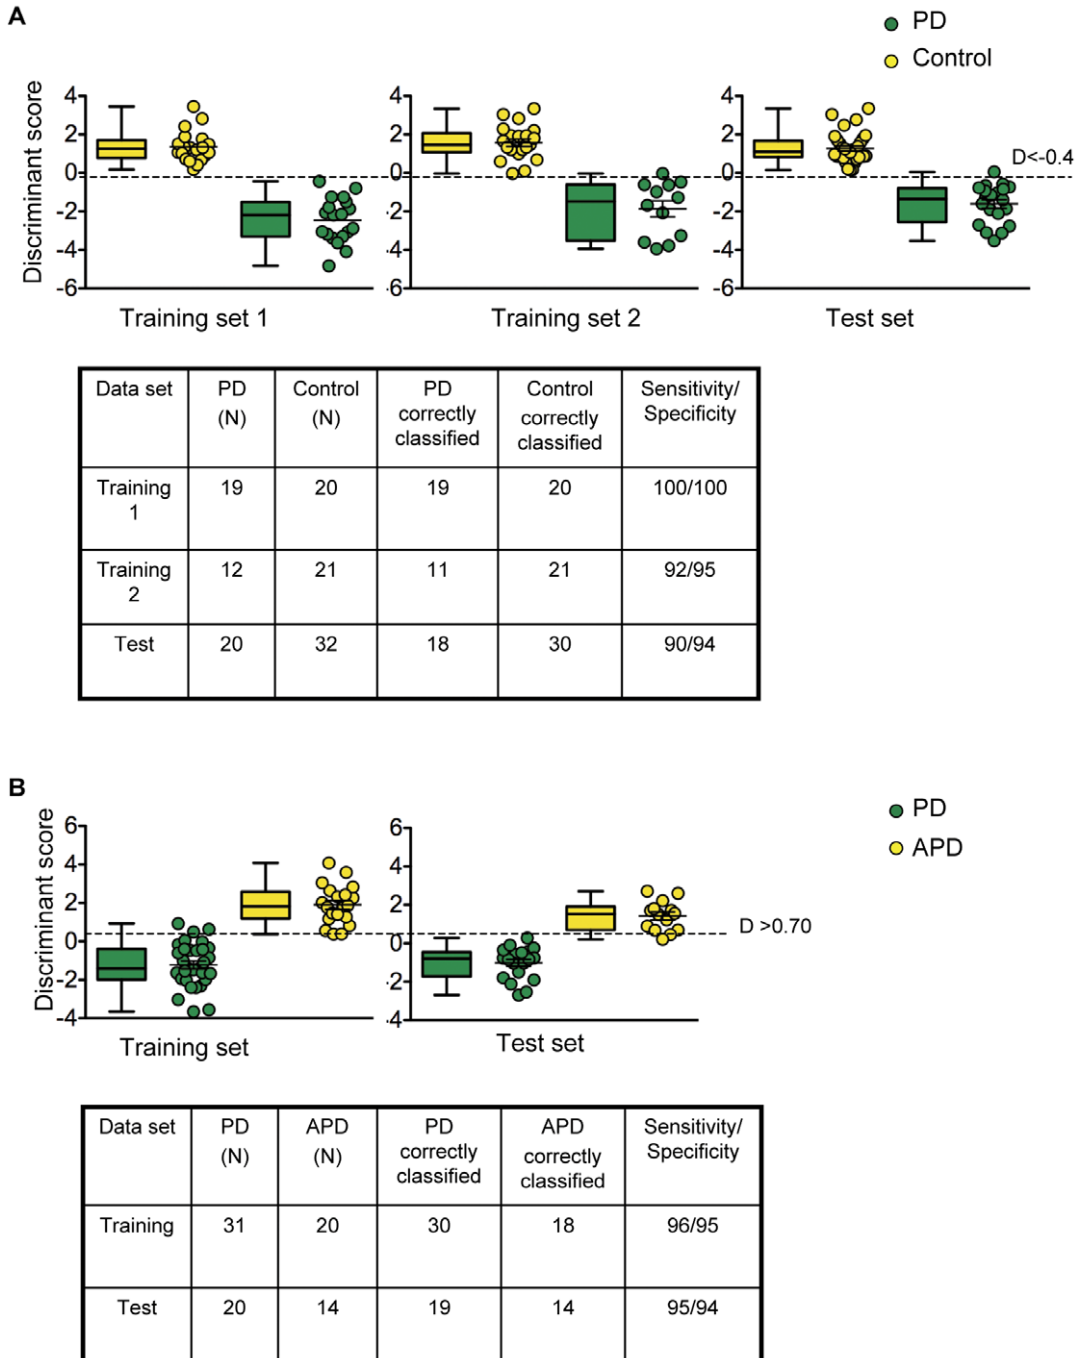 A
PD
Control
Discriminant score
4
2
0
-2
-4
-6
4
2
0
-2
-4
-6
4
2
0
-2
-4
-6
D<-0.4
Training set 1
Training set 2
Test set
Data set PD (N) Control (N) PD correctly classified Control correctly classified Sensitivity/ Specificity
Training 1 19 20 19 20 100/100
Training 2 12 21 11 21 92/95
Test 20 32 18 30 90/94
B
PD
APD
Discriminant score
6
4
2
0
-2
-4
6
4
2
0
-2
-4
D >0.70
Training set
Test set
Data set PD (N) APD (N) PD correctly classified APD correctly classified Sensitivity/ Specificity
Training 31 20 30 18 96/95
Test 20 14 19 14 95/94